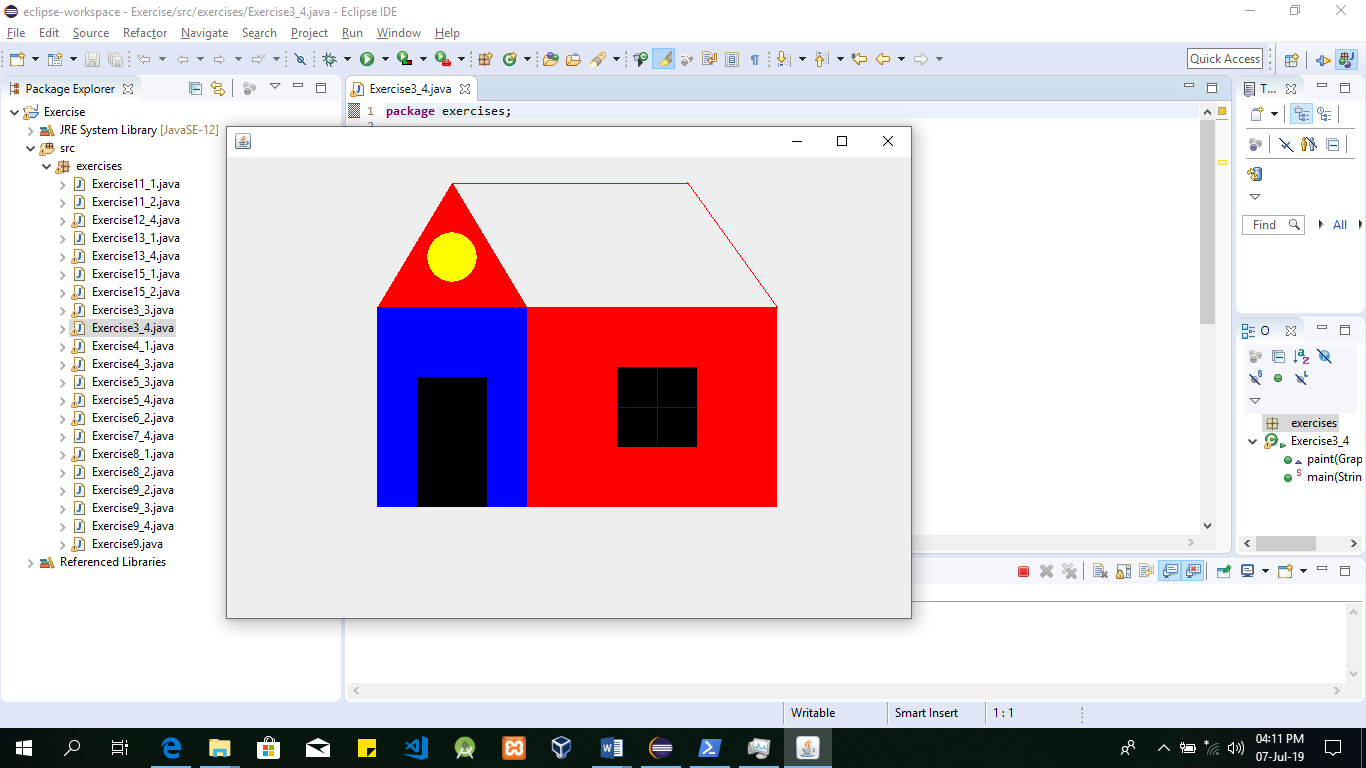 eclipse-workspace - Exercise/src/exercises/Exercise3_4.java - Eclipse IDE
File Edit Source Refactor Navigate Search Project Run Window Help
Quick Access
Package Explorer
Exercise
JRE System Library [JavaSE-12]
src
exercises
Exercise11_1.java
Exercise11_2.java
Exercise12_4.java
Exercise13_1.java
Exercise13_4.java
Exercise15_1.java
Exercise15_2.java
Exercise3_3.java
Exercise3_4.java
Exercise4_1.java
Exercise4_3.java
Exercise5_3.java
Exercise5_4.java
Exercise6_2.java
Exercise7_4.java
Exercise8_1.java
Exercise8_2.java
Exercise9_2.java
Exercise9_3.java
Exercise9_4.java
Exercise9.java
Referenced Libraries
Exercise3_4.java
1 package exercises;
T...
Find All
O
exercises
Exercise3_4
paint(Grap
main(Strin
Writable Smart Insert 1 : 1
04:11 PM
07-Jul-19